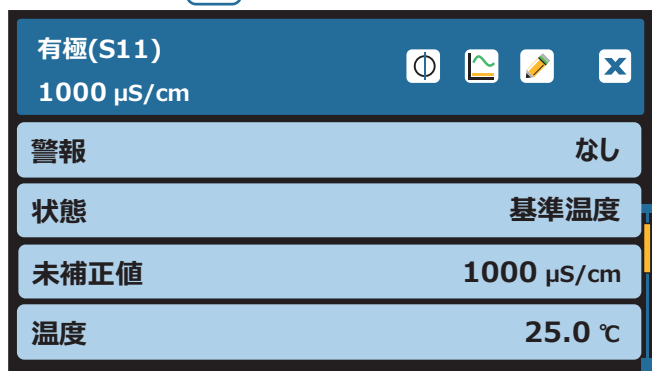 有極(S11)
1000 µS/cm
警報 なし
状態 基準温度
未補正値 1000 µS/cm
温度 25.0 ℃